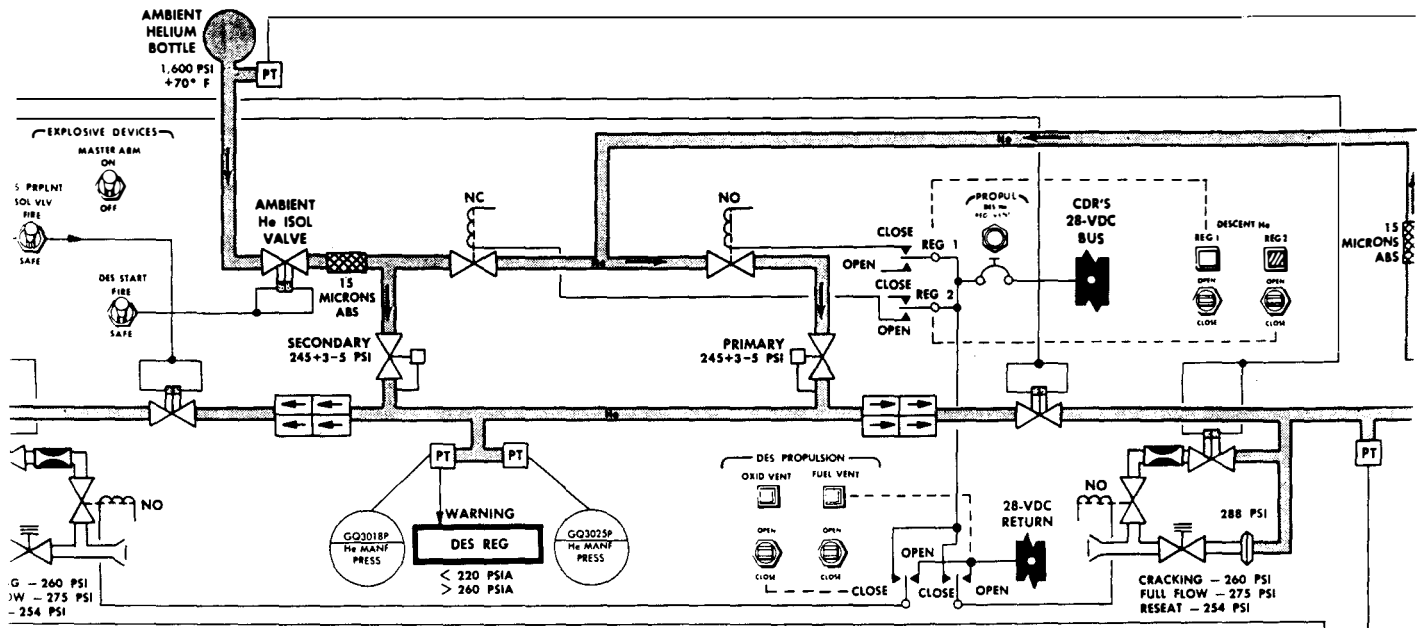 AMBIENT
HELIUM
BOTTLE
1,600 PSI
+70° F
PT
EXPLOSIVE DEVICES
MASTER ARM
ON
OFF
S PRPLNT
SOL VLV
FIRE
SAFE
DES START
FIRE
SAFE
AMBIENT
He ISOL
VALVE
15
MICRONS
ABS
NC
He
NO
He
CLOSE
REG 1
OPEN
CLOSE
REG 2
OPEN
PROPUL
CDR'S
28-VDC
BUS
DESCENT He
REG 1
REG 2
OPEN
OPEN
CLOSE
CLOSE
15
MICRONS
ABS
SECONDARY
245+3-5 PSI
PRIMARY
245+3-5 PSI
He
PT
PT
PT
NO
GQ3018P
He MANF
PRESS
WARNING
DES REG
< 220 PSIA
> 260 PSIA
GQ3025P
He MANF
PRESS
DES PROPULSION
OXID VENT
FUEL VENT
OPEN
OPEN
CLOSE
CLOSE
28-VDC
RETURN
OPEN
CLOSE
CLOSE
OPEN
NO
288 PSI
CRACKING – 260 PSI
FULL FLOW – 275 PSI
RESEAT – 254 PSI
G – 260 PSI
OW – 275 PSI
– 254 PSI